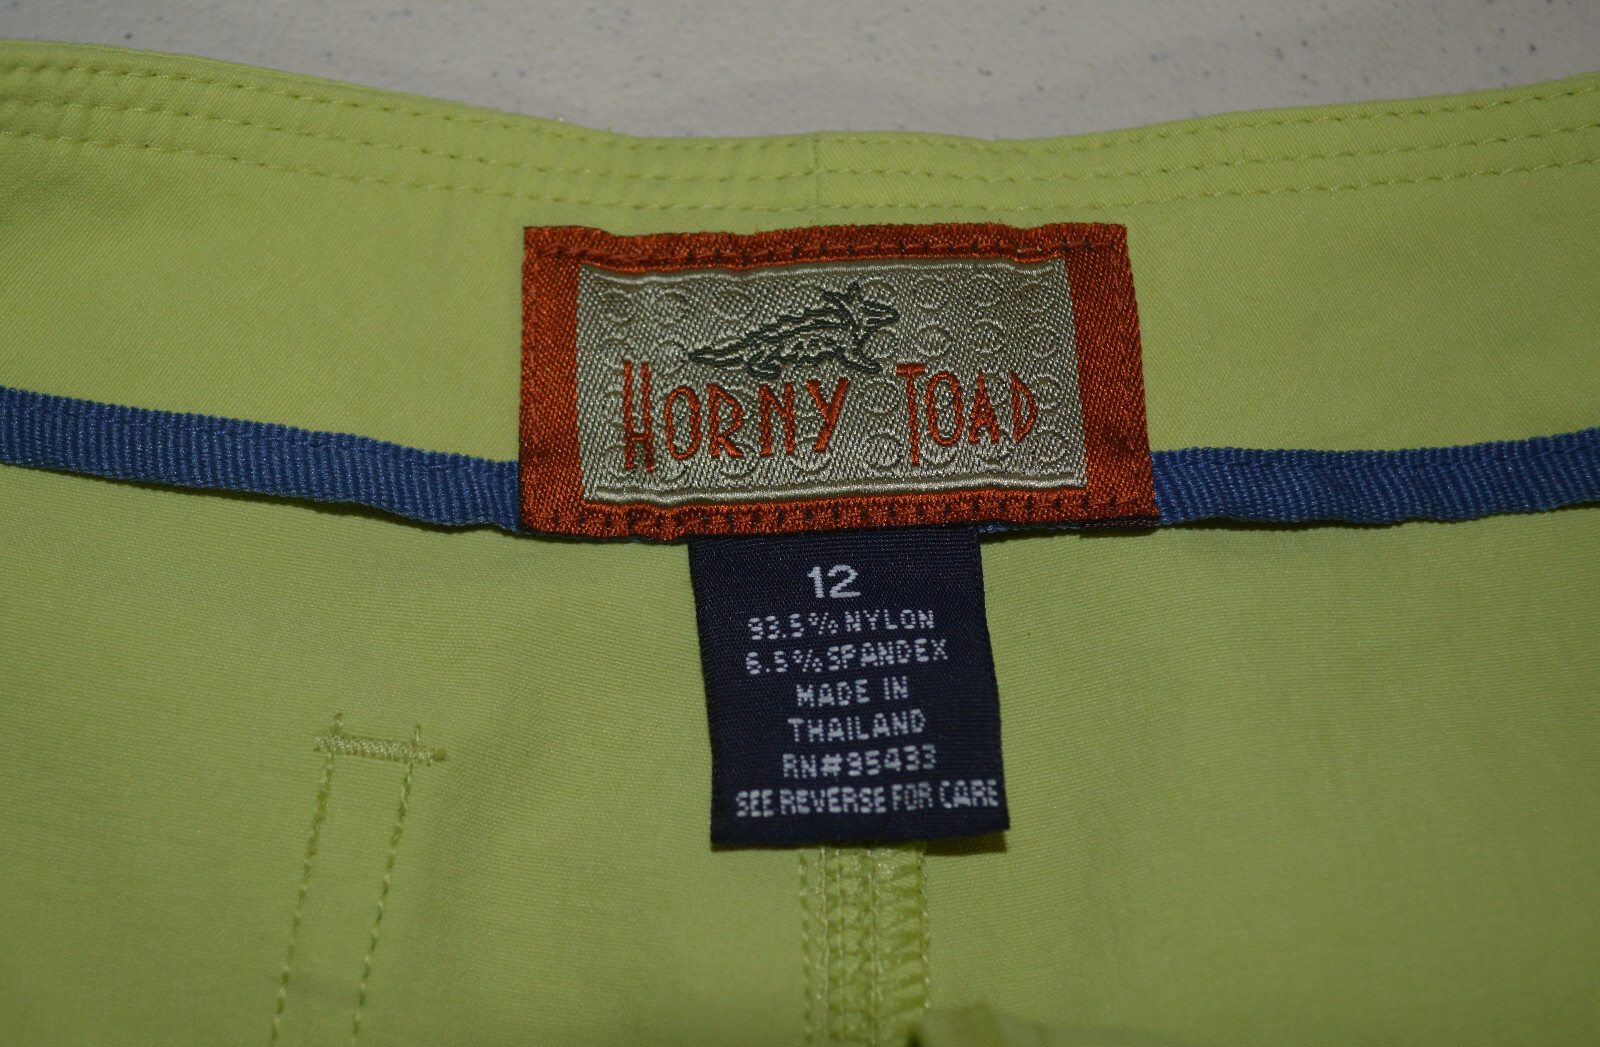 HORNY TOAD
12
93.5% NYLON
6.5% SPANDEX
MADE IN
THAILAND
RN#95433
SEE REVERSE FOR CARE